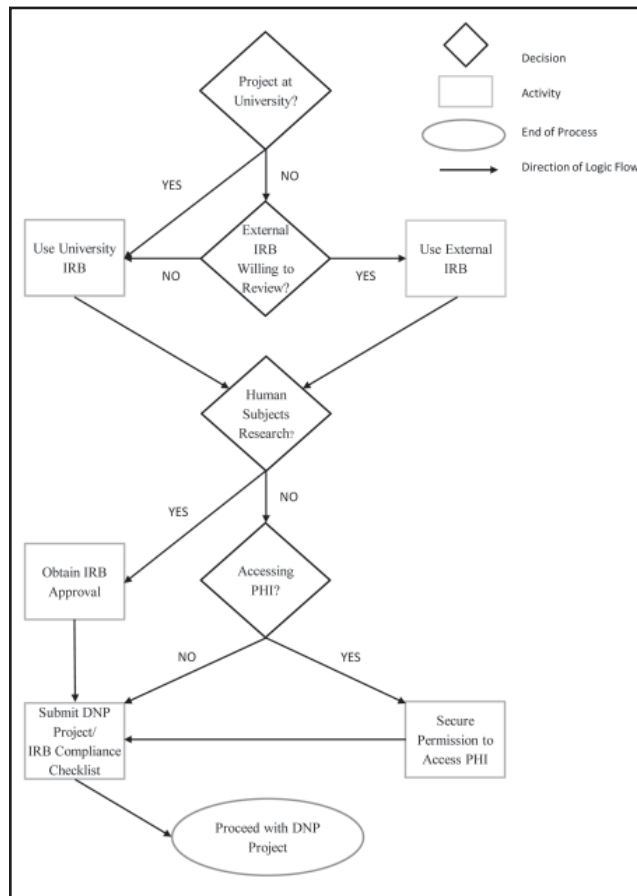 Project at
University?
Decision
Activity
End of Process
Direction of Logic Flow
YES
NO
Use University
IRB
External
IRB
Willing to
Review?
Use External
IRB
NO
YES
Human
Subjects
Research?
YES
NO
Obtain IRB
Approval
Accessing
PHI?
NO
YES
Submit DNP
Project/
IRB Compliance
Checklist
Secure
Permission to
Access PHI
Proceed with DNP
Project